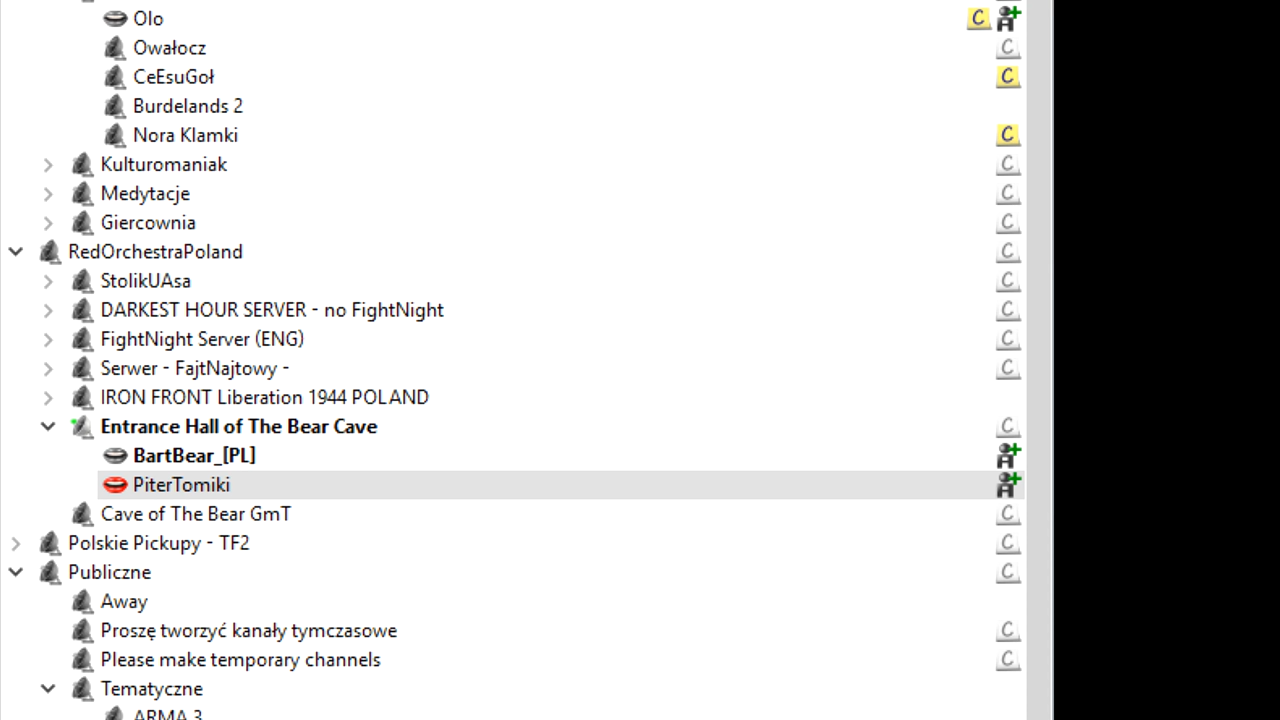 Olo
Owałocz
CeEsuGoł
Burdelands 2
Nora Klamki
Kulturomaniak
Medytacje
Giercownia
RedOrchestraPoland
StolikUAsa
DARKEST HOUR SERVER - no FightNight
FightNight Server (ENG)
Serwer - FajtNajtowy -
IRON FRONT Liberation 1944 POLAND
Entrance Hall of The Bear Cave
BartBear_[PL]
PiterTomiki
Cave of The Bear GmT
Polskie Pickupy - TF2
Publiczne
Away
Proszę tworzyć kanały tymczasowe
Please make temporary channels
Tematyczne
ARMA 3